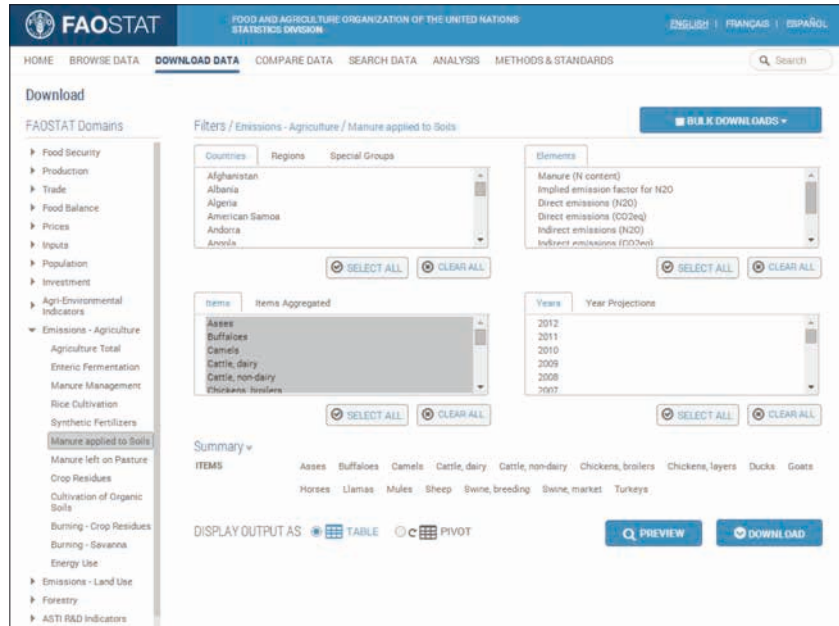 FAOSTAT
FOOD AND AGRICULTURE ORGANIZATION OF THE UNITED NATIONS
STATISTICS DIVISION
ENGLISH | FRANÇAIS | ESPAÑOL
HOME BROWSE DATA DOWNLOAD DATA COMPARE DATA SEARCH DATA ANALYSIS METHODS & STANDARDS
Search
Download
FAOSTAT Domains
Food Security
Production
Trade
Food Balance
Prices
Inputs
Population
Investment
Agri-Environmental
Indicators
Emissions - Agriculture
Agriculture Total
Enteric Fermentation
Manure Management
Rice Cultivation
Synthetic Fertilizers
Manure applied to Soils
Manure left on Pasture
Crop Residues
Cultivation of Organic
Soils
Burning - Crop Residues
Burning - Savanna
Energy Use
Emissions - Land Use
Forestry
ASTI R&D Indicators
Filters / Emissions - Agriculture / Manure applied to Soils
BULK DOWNLOADS
Countries Regions Special Groups
Afghanistan
Albania
Algeria
American Samoa
Andorra
Angola
SELECT ALL CLEAR ALL
Elements
Manure (N content)
Implied emission factor for N2O
Direct emissions (N2O)
Direct emissions (CO2eq)
Indirect emissions (N2O)
Indirect emissions (CO2eq)
SELECT ALL CLEAR ALL
Items Items Aggregated
Asses
Buffaloes
Camels
Cattle, dairy
Cattle, non-dairy
Chickens, broilers
SELECT ALL CLEAR ALL
Years Year Projections
2012
2011
2010
2009
2008
2007
SELECT ALL CLEAR ALL
Summary
ITEMS Asses Buffaloes Camels Cattle, dairy Cattle, non-dairy Chickens, broilers Chickens, layers Ducks Goats
Horses Llamas Mules Sheep Swine, breeding Swine, market Turkeys
DISPLAY OUTPUT AS TABLE PIVOT
PREVIEW DOWNLOAD